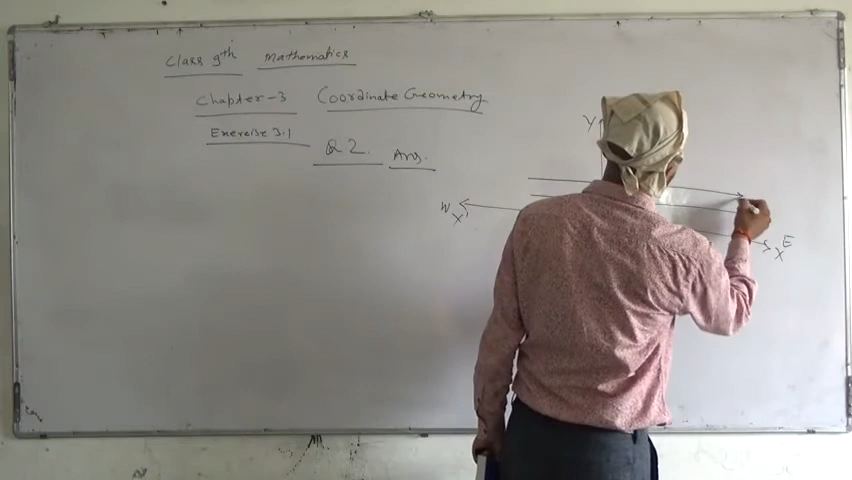 Class 9th Mathematics
Chapter-3 Coordinate Geometry
Exercise 3.1
Q 2. Ans.
Y
W
X
E
X